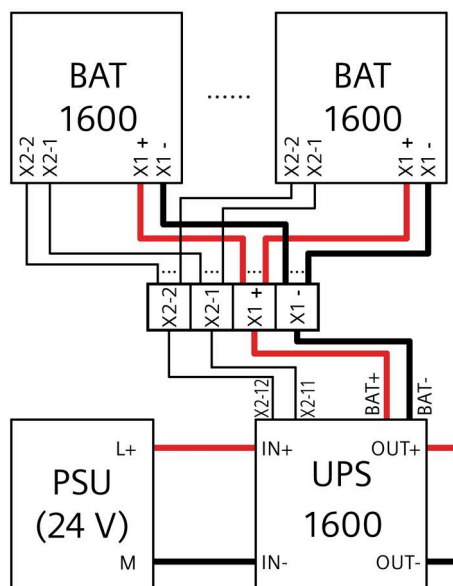 BAT
1600
X2-2
X2-1
X1 +
X1 -
......
BAT
1600
X2-2
X2-1
X1 +
X1 -
...
...
....
...
X2-2
X2-1
X1 +
X1 -
X2-12
X2-11
BAT+
BAT-
PSU
(24 V)
L+
M
IN+
UPS
OUT+
1600
IN-
OUT-